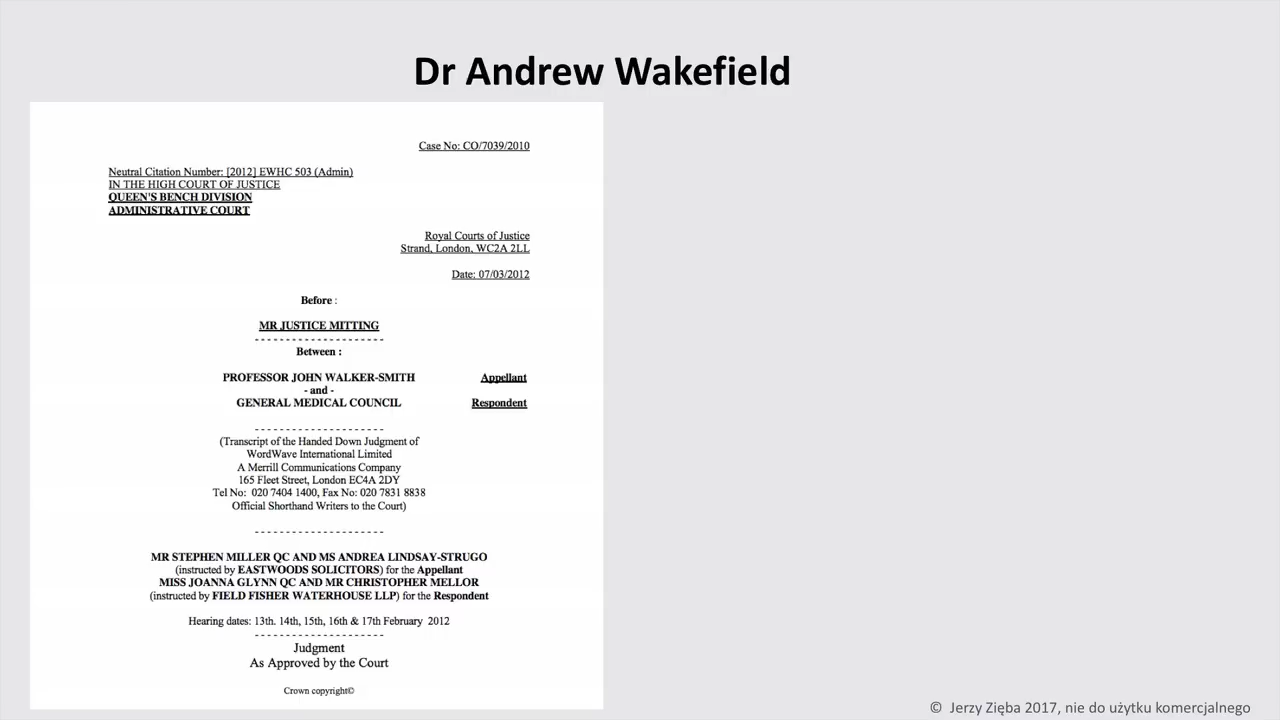 Dr Andrew Wakefield
Case No: CO/7039/2010
Neutral Citation Number: [2012] EWHC 503 (Admin)
IN THE HIGH COURT OF JUSTICE
QUEEN'S BENCH DIVISION
ADMINISTRATIVE COURT
Royal Courts of Justice
Strand, London, WC2A 2LL
Date: 07/03/2012
Before :
MR JUSTICE MITTING
- - - - - - - - - - - - - - - - - - - - -
Between :
PROFESSOR JOHN WALKER-SMITH Appellant
- and -
GENERAL MEDICAL COUNCIL Respondent
- - - - - - - - - - - - - - - - - - - - -
(Transcript of the Handed Down Judgment of
WordWave International Limited
A Merrill Communications Company
165 Fleet Street, London EC4A 2DY
Tel No: 020 7404 1400, Fax No: 020 7831 8838
Official Shorthand Writers to the Court)
- - - - - - - - - - - - - - - - - - - - -
MR STEPHEN MILLER QC AND MS ANDREA LINDSAY-STRUGO
(instructed by EASTWOODS SOLICITORS) for the Appellant
MISS JOANNA GLYNN QC AND MR CHRISTOPHER MELLOR
(instructed by FIELD FISHER WATERHOUSE LLP) for the Respondent
Hearing dates: 13th. 14th, 15th, 16th & 17th February 2012
- - - - - - - - - - - - - - - - - - - - -
Judgment
As Approved by the Court
Crown copyright©
© Jerzy Zięba 2017, nie do użytku komercjalnego